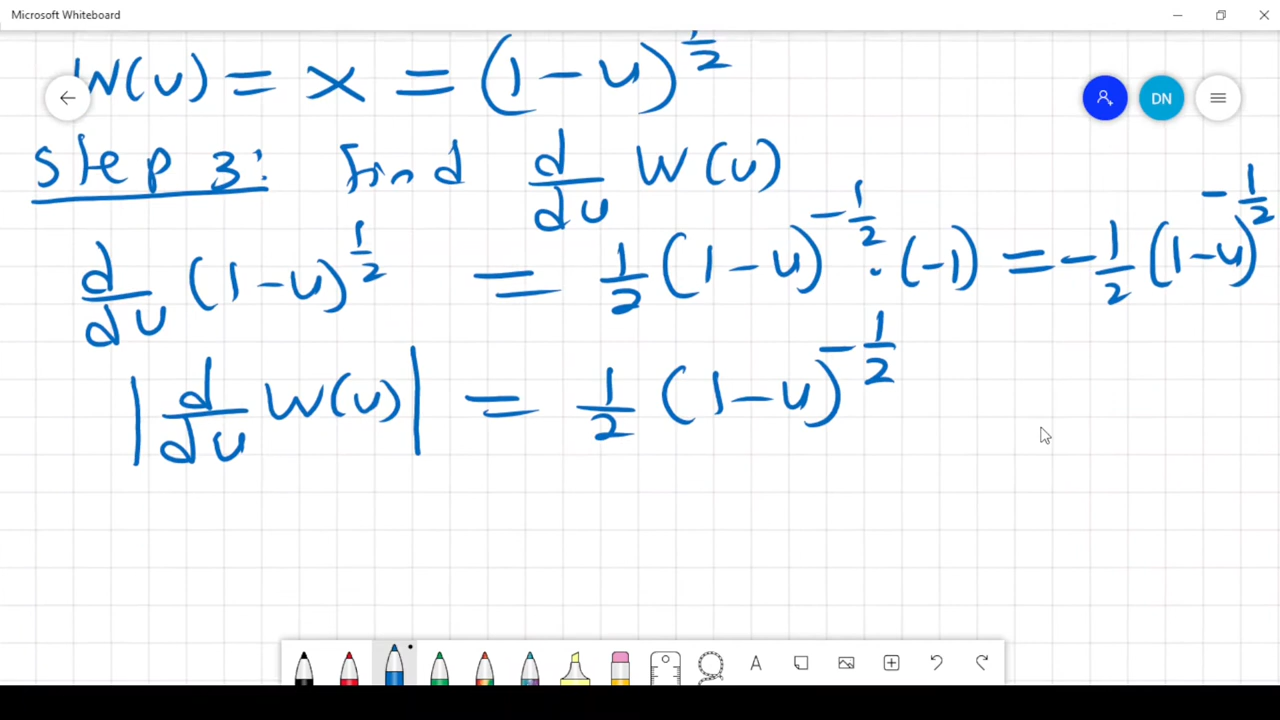 Microsoft Whiteboard
W(u) = x = (1-u)^{1/2}
DN
Step 3: Find d/du W(u)
d/du (1-u)^{1/2} = 1/2 (1-u)^{-1/2} · (-1) = -1/2 (1-u)^{-1/2}
|d/du W(u)| = 1/2 (1-u)^{-1/2}
A